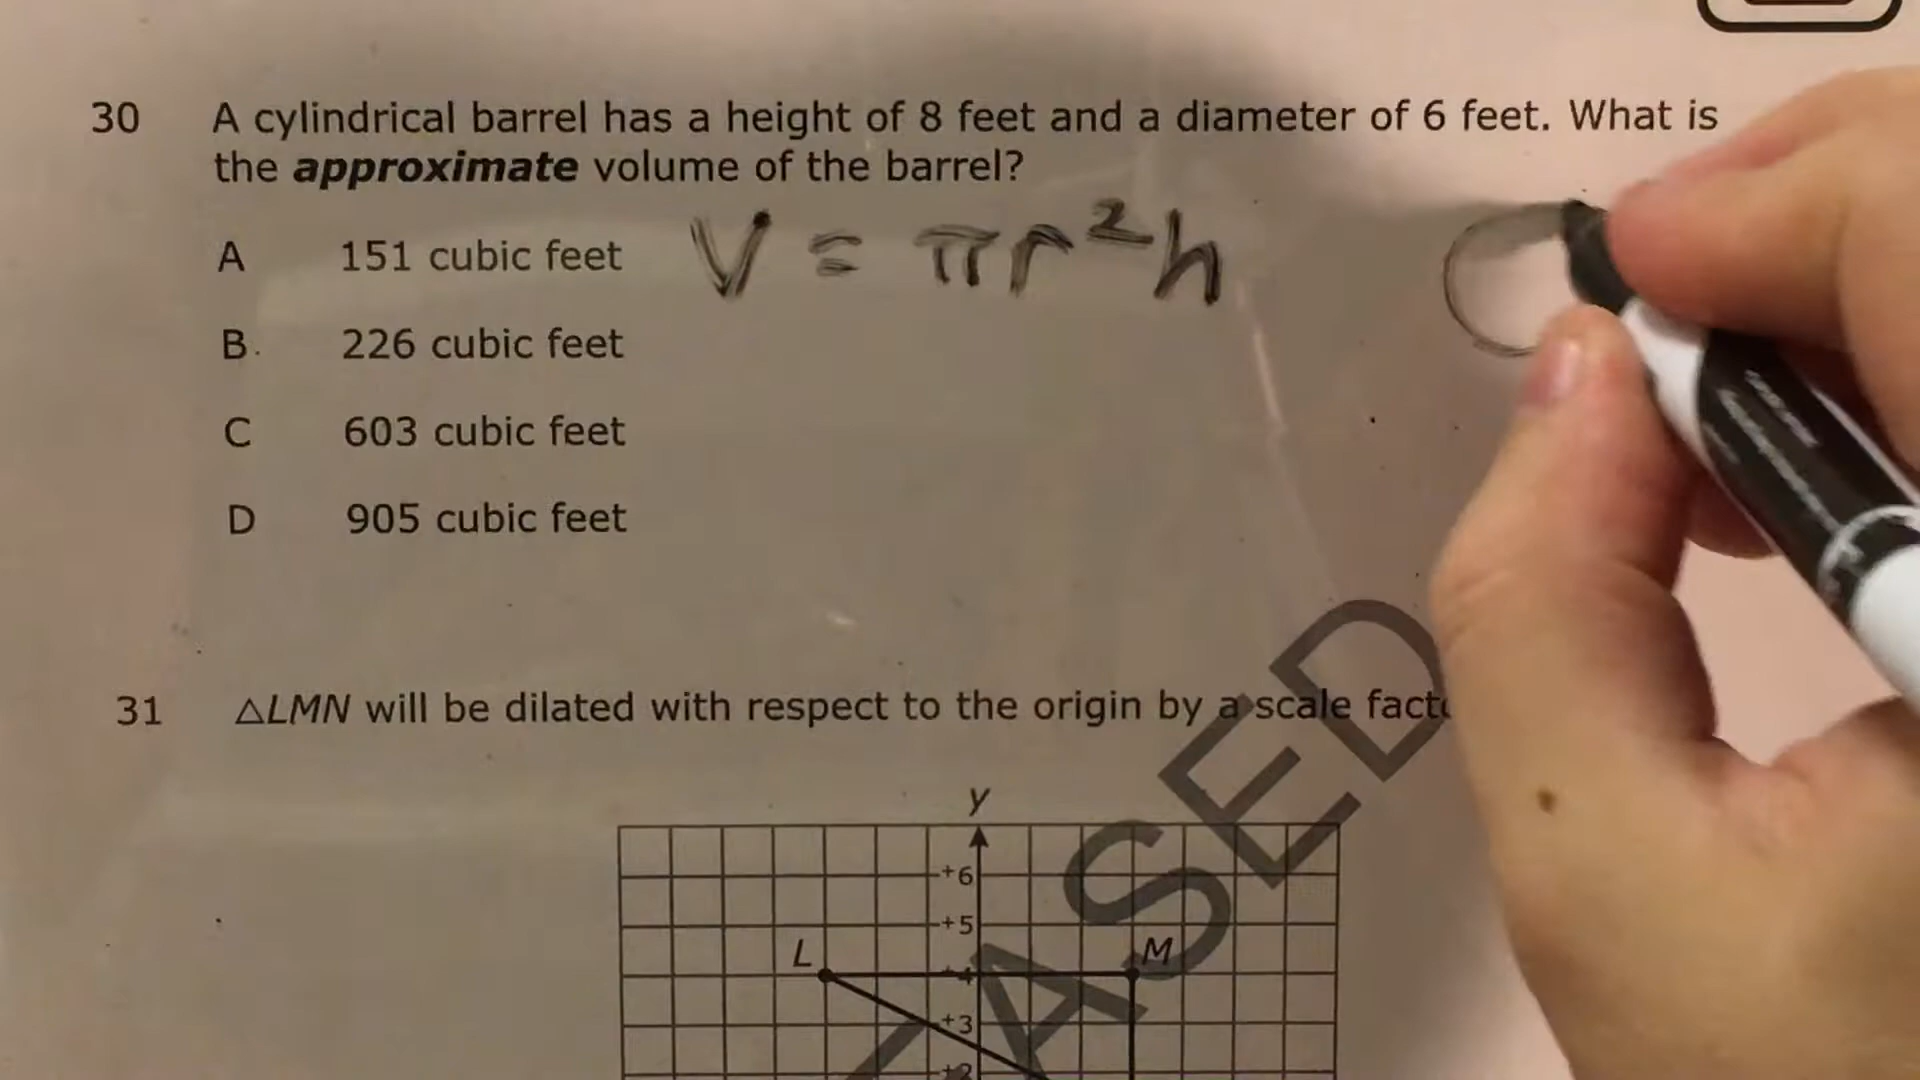 30 A cylindrical barrel has a height of 8 feet and a diameter of 6 feet. What is
the approximate volume of the barrel?
A 151 cubic feet
V = πr²h
B. 226 cubic feet
C 603 cubic feet
D 905 cubic feet
31 △LMN will be dilated with respect to the origin by a scale
y
+6
+5
L
M
+4
+3
+2